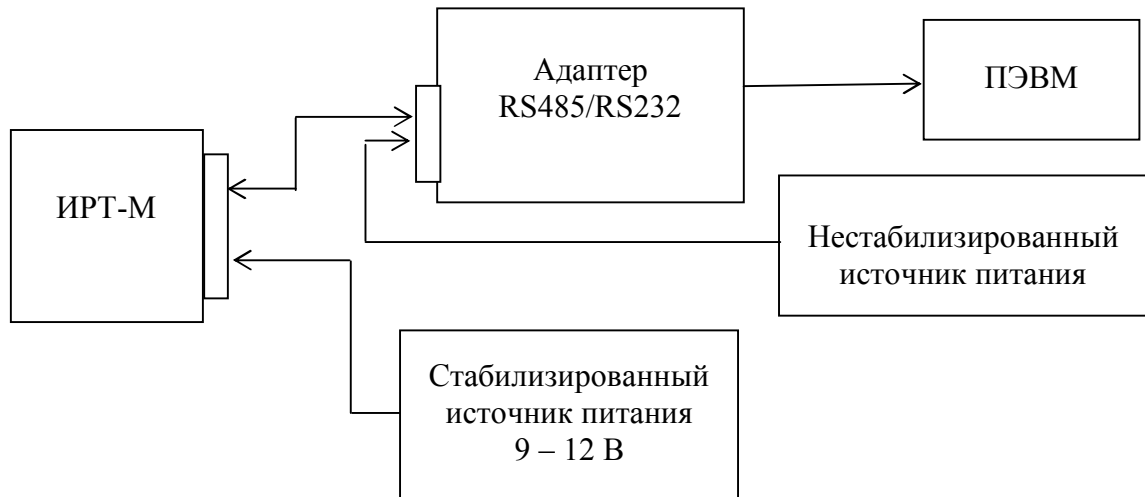 Адаптер
RS485/RS232
ПЭВМ
ИРТ-М
Нестабилизированный
источник питания
Стабилизированный
источник питания
9 – 12 В